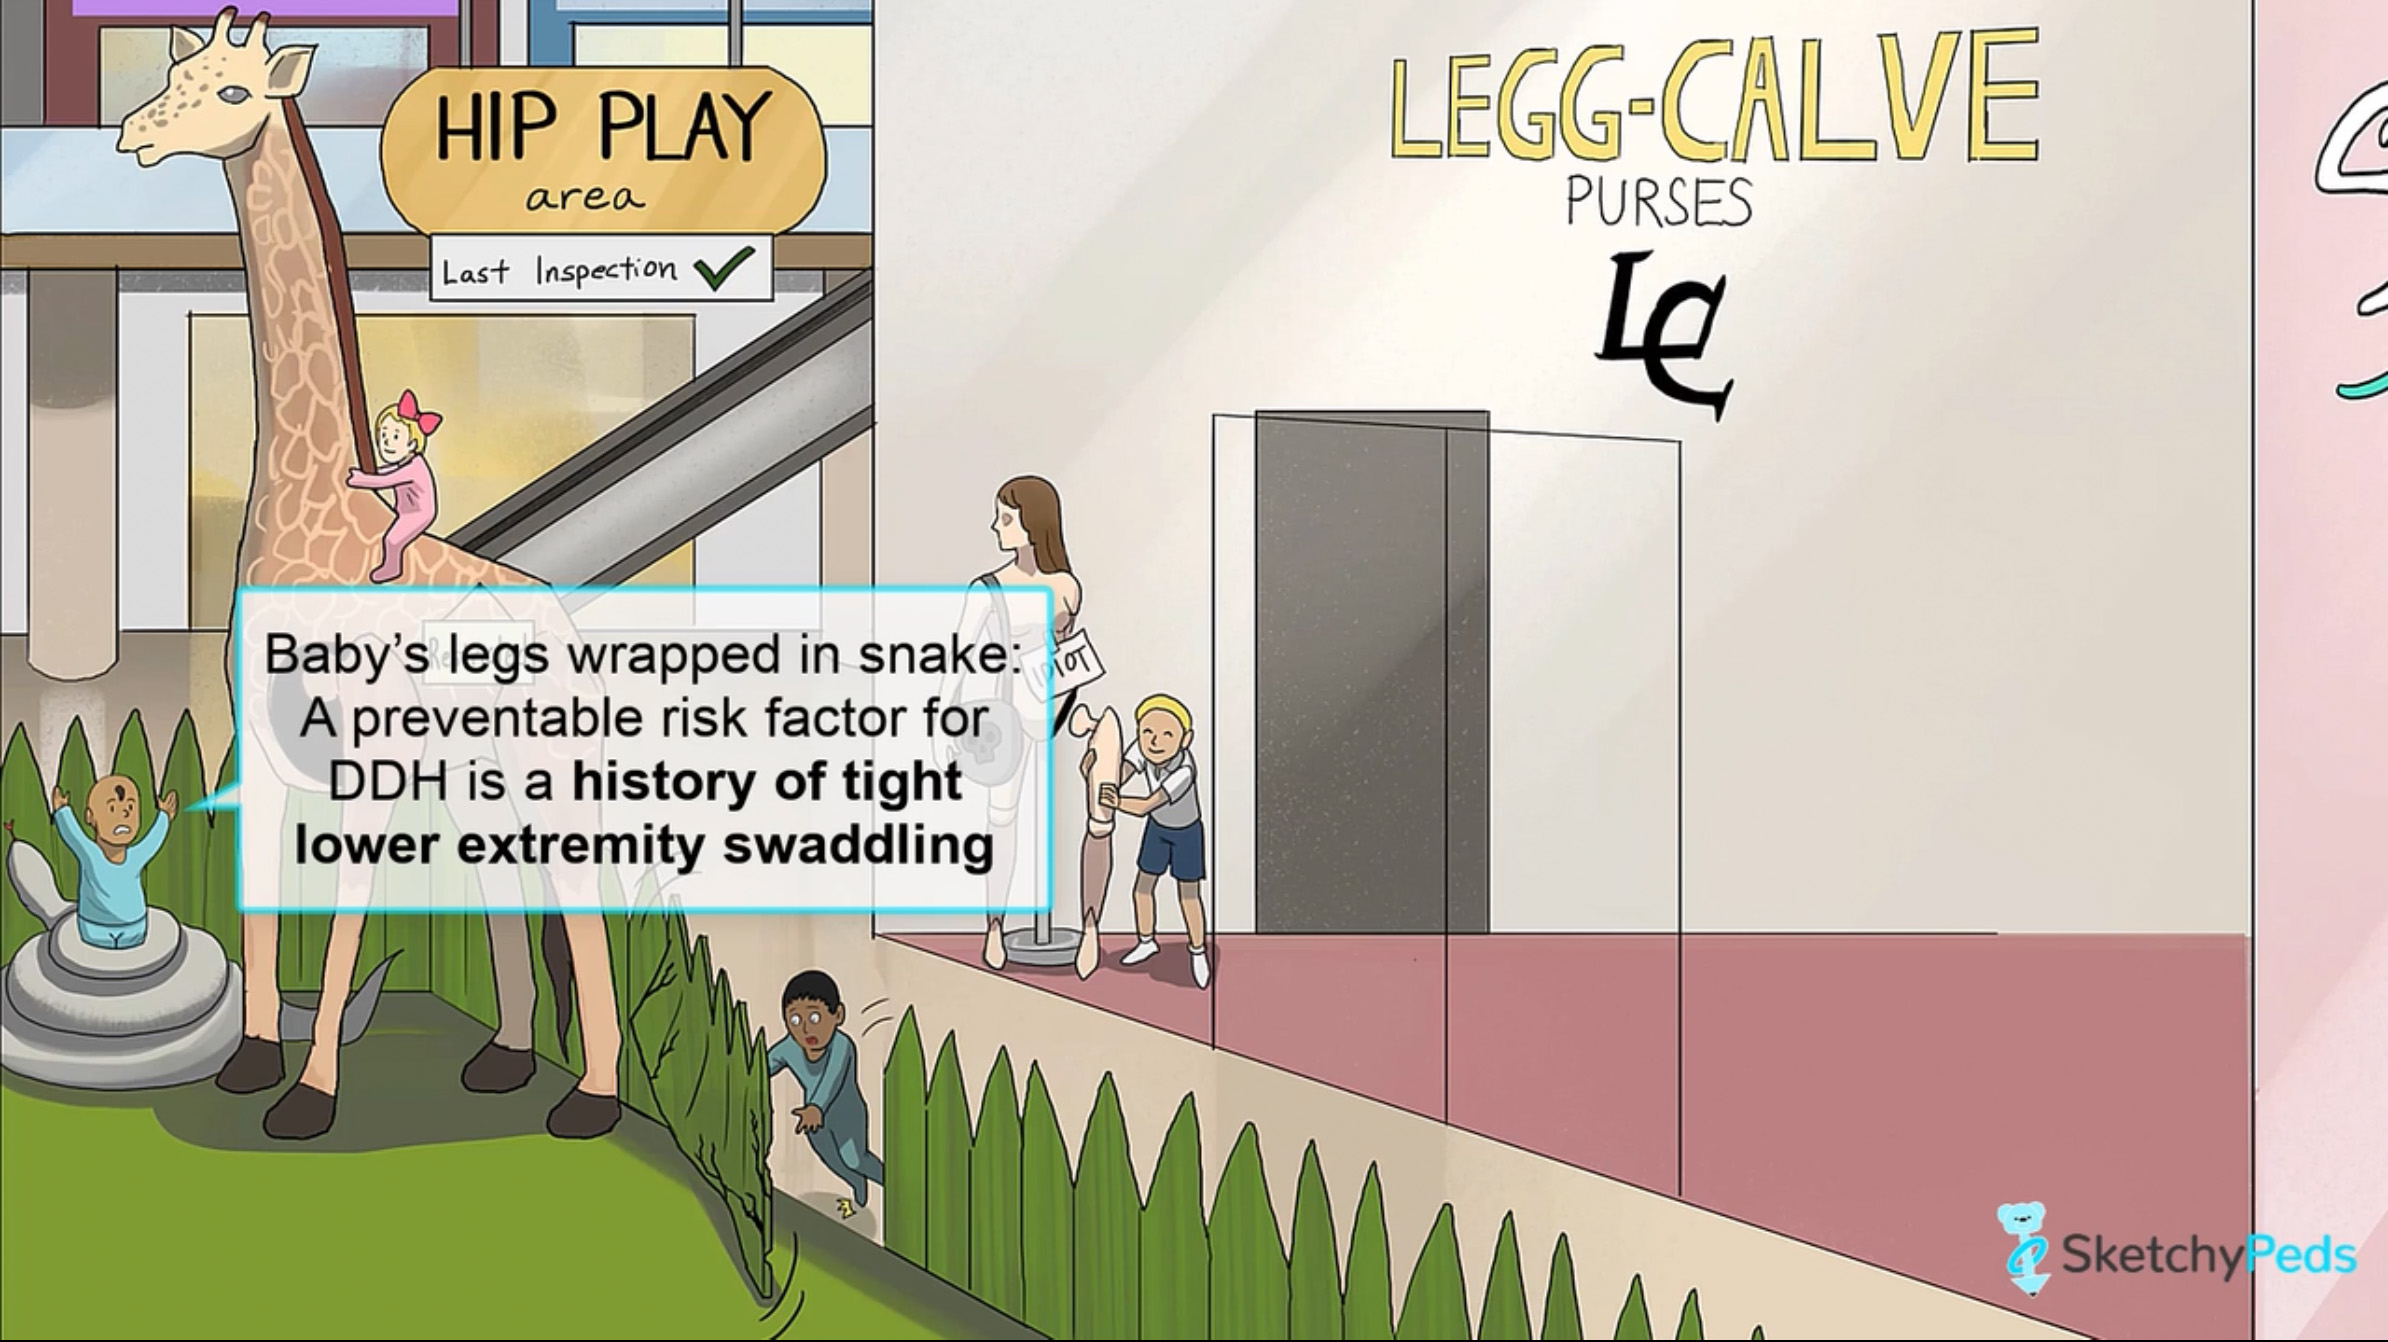 HIP PLAY
area
Last Inspection
LEGG-CALVE
PURSES
LC
Baby's legs wrapped in snake:
A preventable risk factor for
DDH is a history of tight
lower extremity swaddling
IDIOT
SketchyPeds